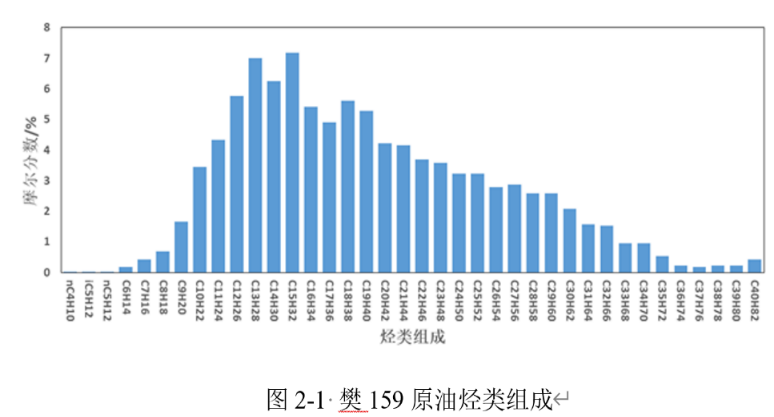 8
7
6
5
4
3
2
1
0
摩尔分数/%
nC4H10
iC5H12
nC5H12
C6H14
C7H16
C8H18
C9H20
C10H22
C11H24
C12H26
C13H28
C14H30
C15H32
C16H34
C17H36
C18H38
C19H40
C20H42
C21H44
C22H46
C23H48
C24H50
C25H52
C26H54
C27H56
C28H58
C29H60
C30H62
C31H64
C32H66
C33H68
C34H70
C35H72
C36H74
C37H76
C38H78
C39H80
C40H82
烃类组成
图 2-1 樊 159 原油烃类组成